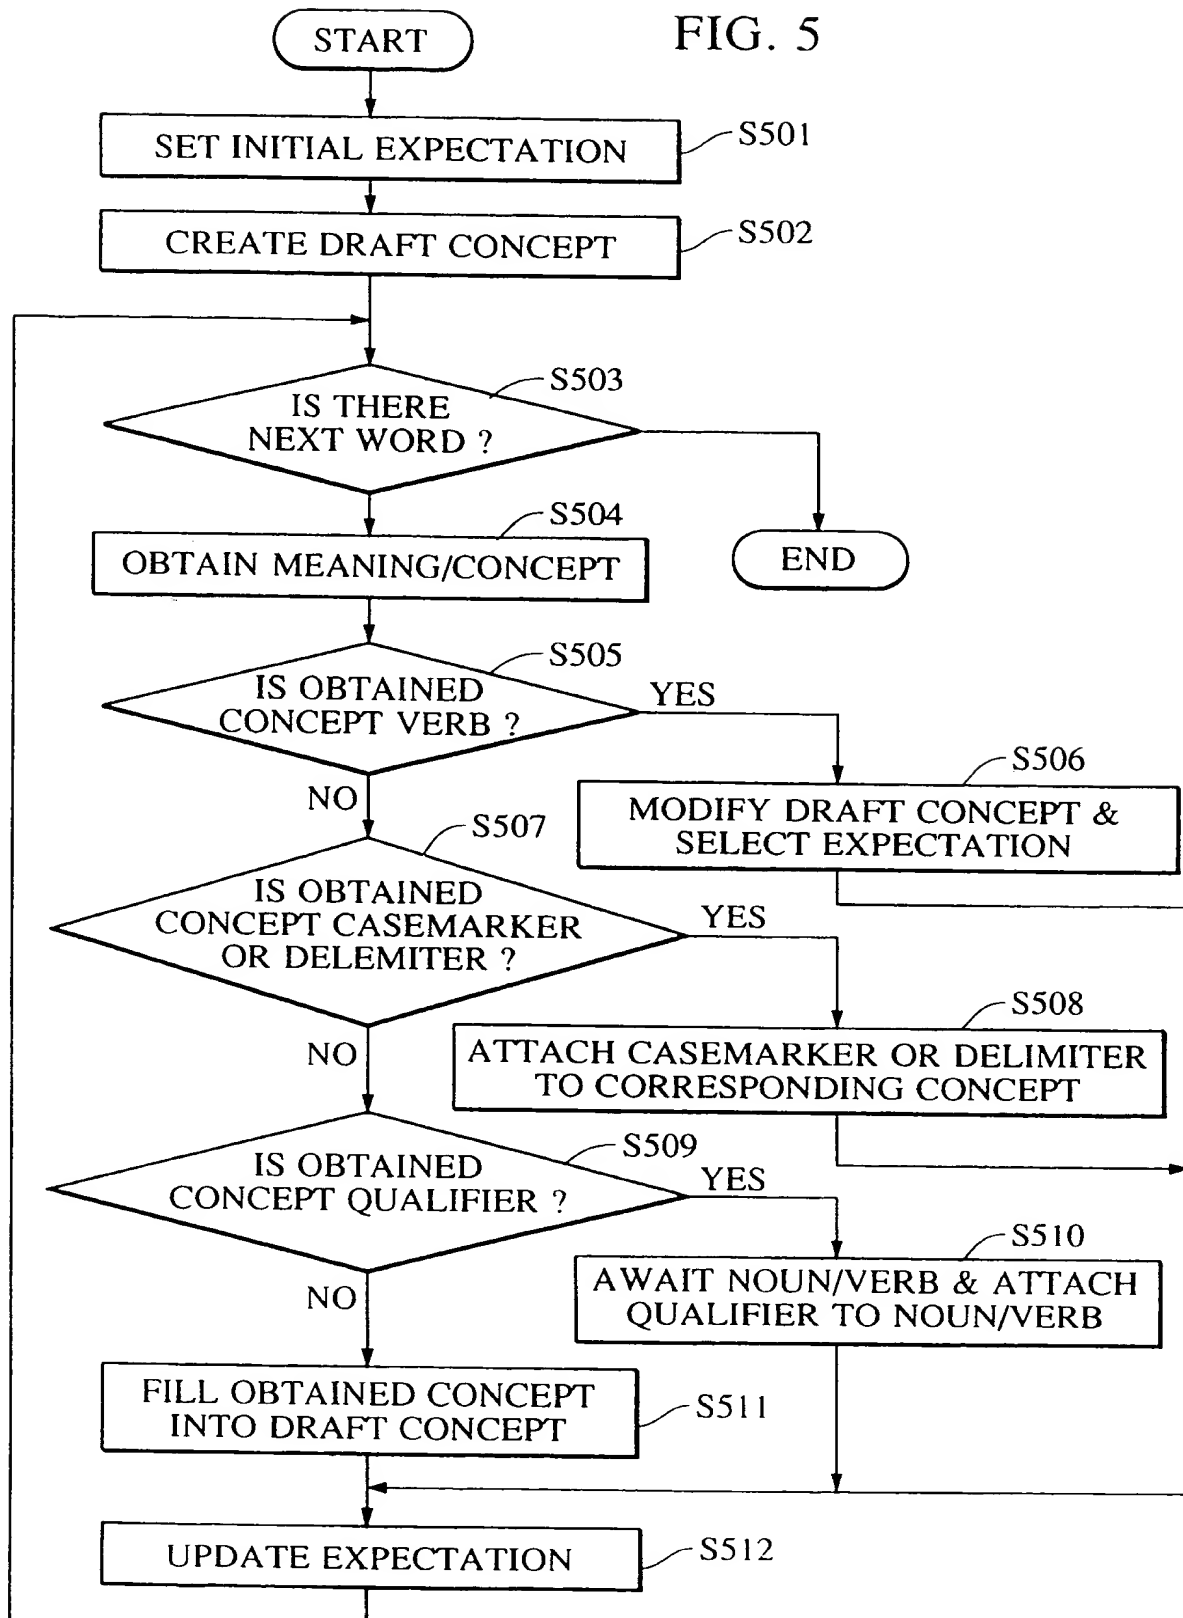 FIG. 5
START
SET INITIAL EXPECTATION
S501
CREATE DRAFT CONCEPT
S502
S503
IS THERE
NEXT WORD ?
S504
OBTAIN MEANING/CONCEPT
END
S505
IS OBTAINED
CONCEPT VERB ?
YES
NO
S506
MODIFY DRAFT CONCEPT &
SELECT EXPECTATION
S507
IS OBTAINED
CONCEPT CASEMARKER
OR DELEMITER ?
YES
NO
S508
ATTACH CASEMARKER OR DELIMITER
TO CORRESPONDING CONCEPT
S509
IS OBTAINED
CONCEPT QUALIFIER ?
YES
NO
S510
AWAIT NOUN/VERB & ATTACH
QUALIFIER TO NOUN/VERB
FILL OBTAINED CONCEPT
INTO DRAFT CONCEPT
S511
UPDATE EXPECTATION
S512